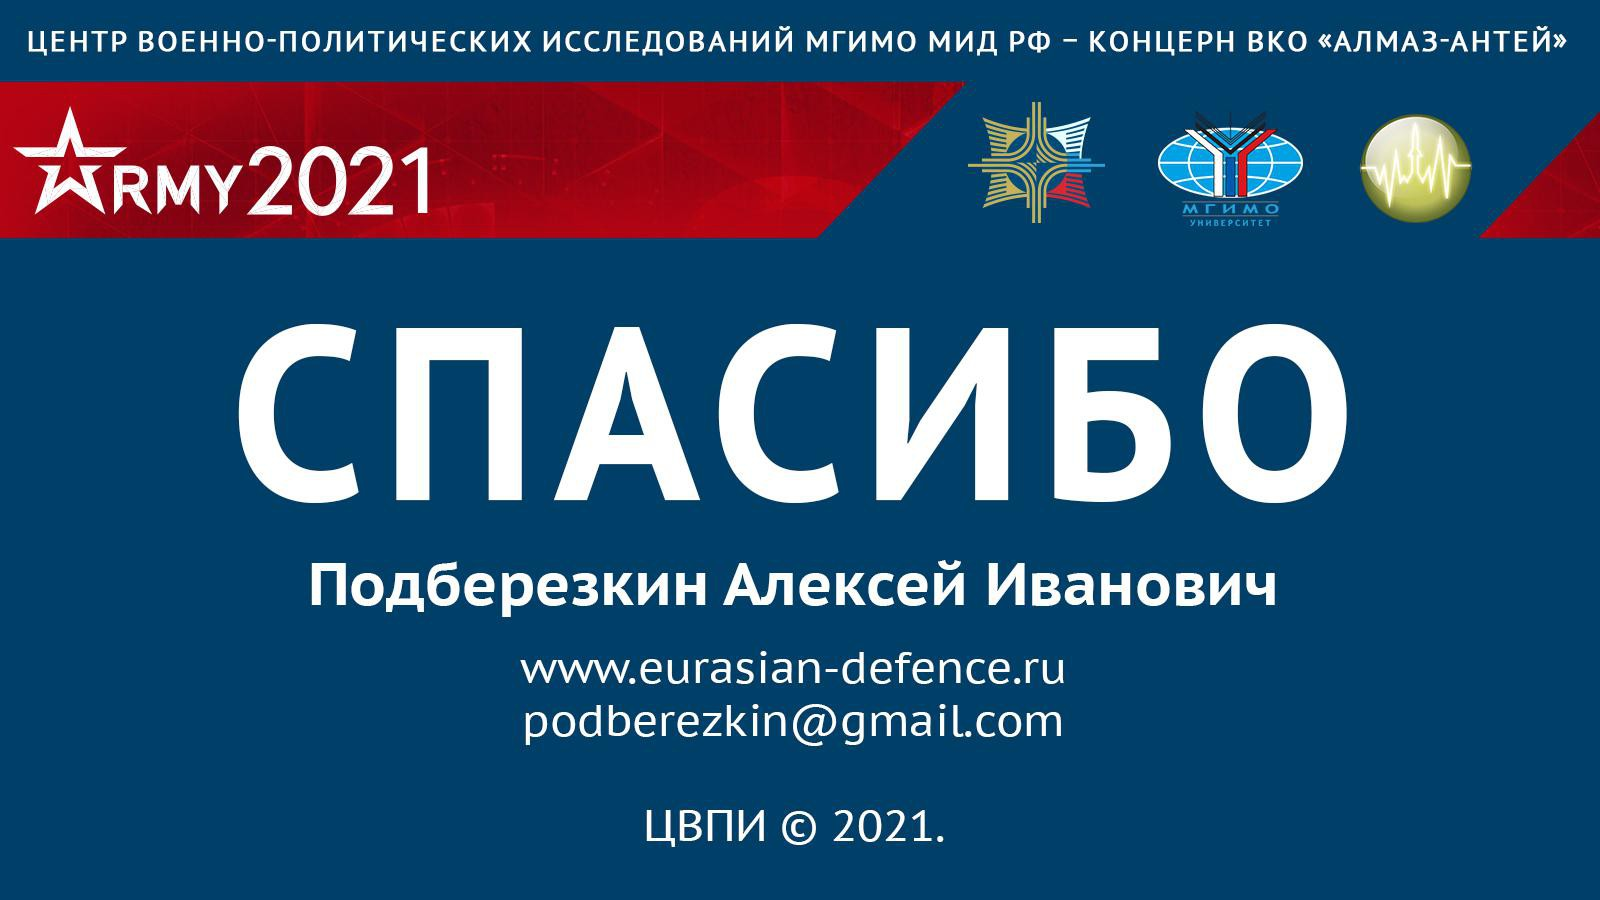 ЦЕНТР ВОЕННО-ПОЛИТИЧЕСКИХ ИССЛЕДОВАНИЙ МГИМО МИД РФ – КОНЦЕРН ВКО «АЛМАЗ-АНТЕЙ»
ARMY2021
МГИМО
УНИВЕРСИТЕТ
СПАСИБО
Подберезкин Алексей Иванович
www.eurasian-defence.ru
podberezkin@gmail.com
ЦВПИ © 2021.